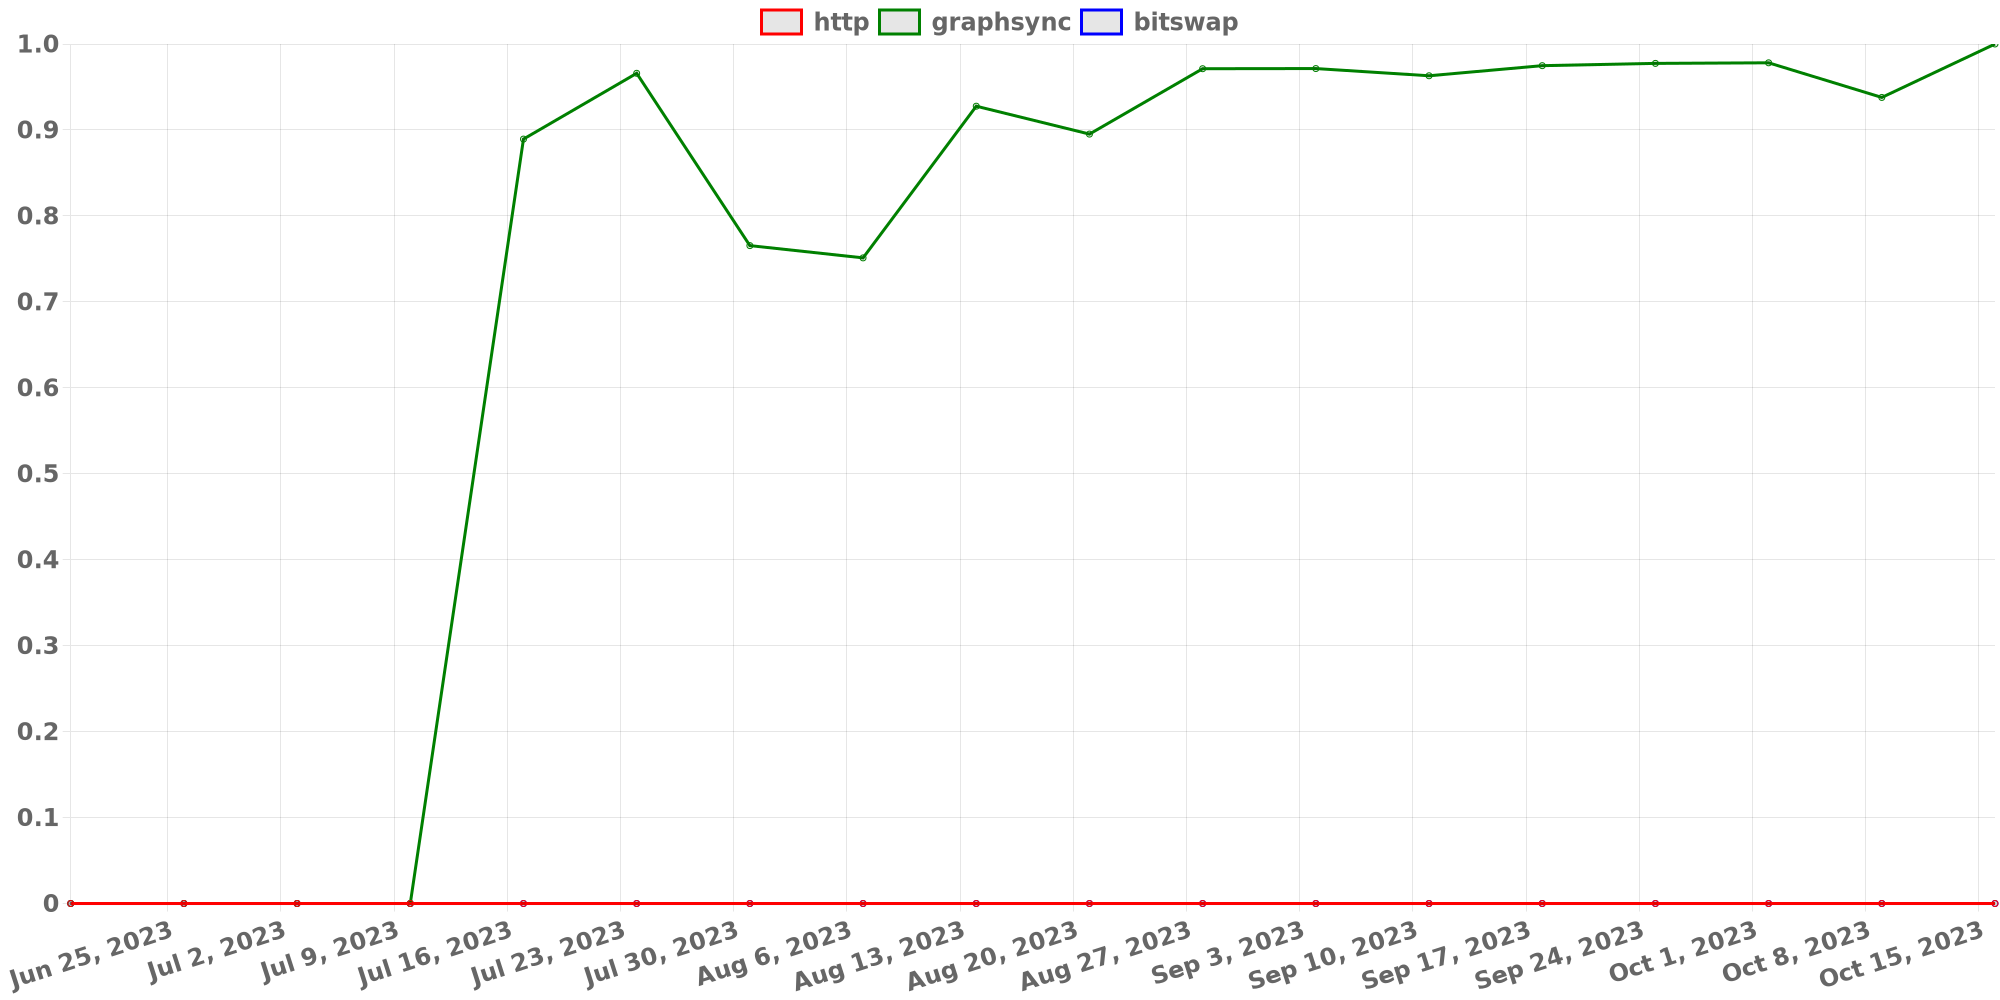 http graphsync bitswap
1.0
0.9
0.8
0.7
0.6
0.5
0.4
0.3
0.2
0.1
0
Jun 25, 2023
Jul 2, 2023
Jul 9, 2023
Jul 16, 2023
Jul 23, 2023
Jul 30, 2023
Aug 6, 2023
Aug 13, 2023
Aug 20, 2023
Aug 27, 2023
Sep 3, 2023
Sep 10, 2023
Sep 17, 2023
Sep 24, 2023
Oct 1, 2023
Oct 8, 2023
Oct 15, 2023